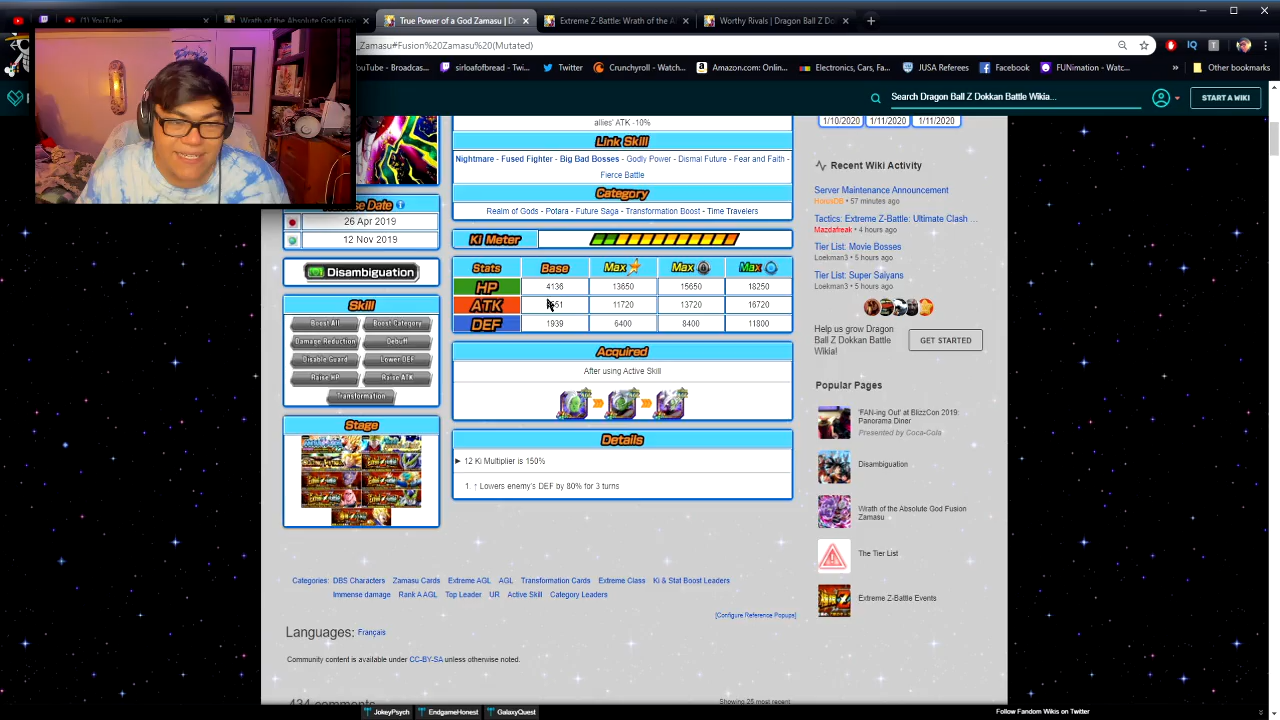 (1) YouTube
Wrath of the Absolute God Fusi
True Power of a God Zamasu | D
Extreme Z-Battle: Wrath of the A
Worthy Rivals | Dragon Ball Z Do
_Zamasu#Fusion%20Zamasu%20(Mutated)
YouTube - Broadcas...
sirloafofbread - Twi...
Twitter
Crunchyroll - Watch...
Amazon.com: Onlin...
Electronics, Cars, Fa...
JUSA Referees
Facebook
FUNimation - Watc...
Other bookmarks
Search Dragon Ball Z Dokkan Battle Wikia...
START A WIKI
allies' ATK -10%
Link Skill
Nightmare - Fused Fighter - Big Bad Bosses - Godly Power - Dismal Future - Fear and Faith -
Fierce Battle
Category
Realm of Gods - Potara - Future Saga - Transformation Boost - Time Travelers
Date
26 Apr 2019
12 Nov 2019
Disambiguation
Skill
Boost All
Boost Category
Damage Reduction
Debuff
Disable Guard
Lower DEF
Raise HP
Raise ATK
Transformation
Stage
Ki Meter
Stats Base Max Max Max
HP 4136 13650 15650 18250
ATK 11720 13720 16720
DEF 1939 6400 8400 11800
Acquired
After using Active Skill
Details
► 12 Ki Multiplier is 150%
1. ↑ Lowers enemy's DEF by 80% for 3 turns
Categories: DBS Characters Zamasu Cards Extreme AGL AGL Transformation Cards Extreme Class Ki & Stat Boost Leaders
Immense damage Rank A AGL Top Leader UR Active Skill Category Leaders
[Configure Reference Popups]
Languages: Français
Community content is available under CC-BY-SA unless otherwise noted.
434 comments
Showing 25 most recent
1/10/2020 1/11/2020 1/11/2020
Recent Wiki Activity
Server Maintenance Announcement
HonixDB • 57 minutes ago
Tactics: Extreme Z-Battle: Ultimate Clash ...
Mazdafreak • 4 hours ago
Tier List: Movie Bosses
Loekman3 • 5 hours ago
Tier List: Super Saiyans
Loekman3 • 5 hours ago
Help us grow Dragon
Ball Z Dokkan Battle
Wikia!
GET STARTED
Popular Pages
'FAN-ing Out' at BlizzCon 2019:
Panorama Diner
Presented by Coca-Cola
Disambiguation
Wrath of the Absolute God Fusion
Zamasu
The Tier List
Extreme Z-Battle Events
JokeyPsych
EndgameHonest
GalaxyQuest
Follow Fandom Wikis on Twitter